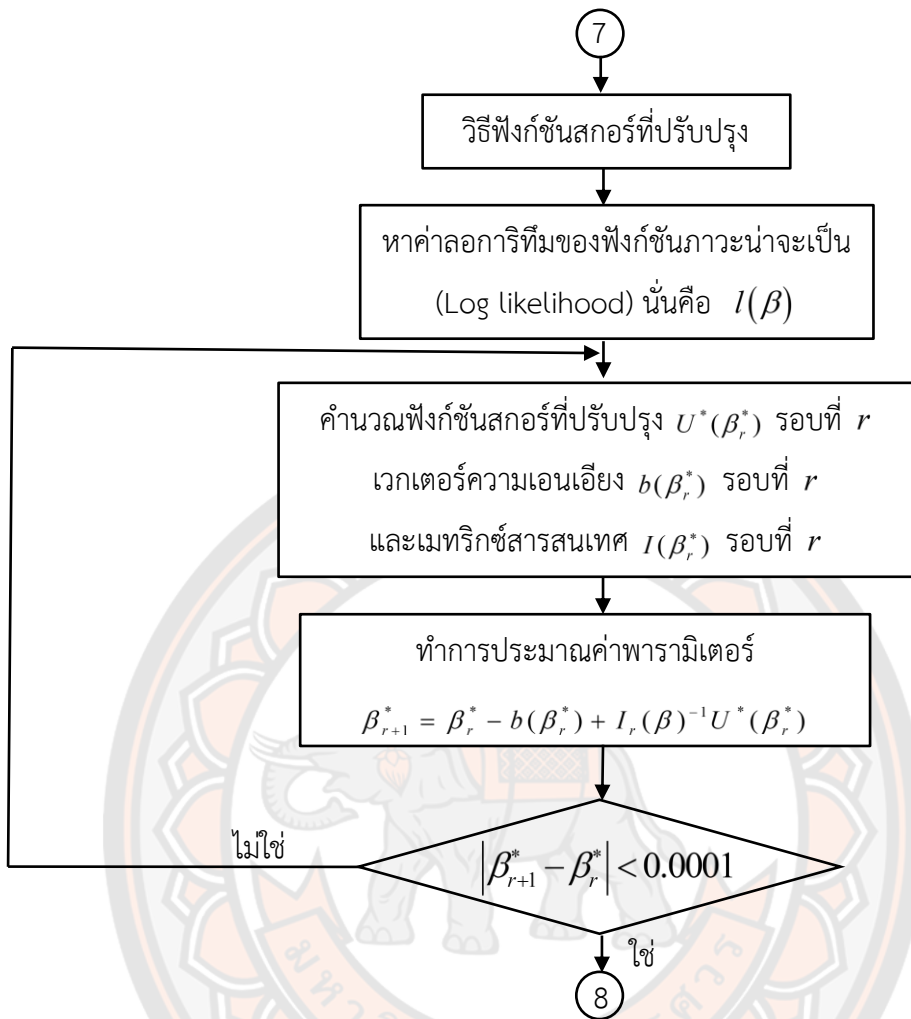 7
วิธีฟังก์ชันสกอร์ที่ปรับปรุง
หาค่าลอการิทึมของฟังก์ชันภาวะน่าจะเป็น
(Log likelihood) นั่นคือ l(β)
คำนวณฟังก์ชันสกอร์ที่ปรับปรุง U*(β*_r) รอบที่ r
เวกเตอร์ความเอนเอียง b(β*_r) รอบที่ r
และเมทริกซ์สารสนเทศ I(β*_r) รอบที่ r
ทำการประมาณค่าพารามิเตอร์
β*_{r+1} = β*_r − b(β*_r) + I_r(β)^{−1} U*(β*_r)
ไม่ใช่
|β*_{r+1} − β*_r| < 0.0001
ใช่
8